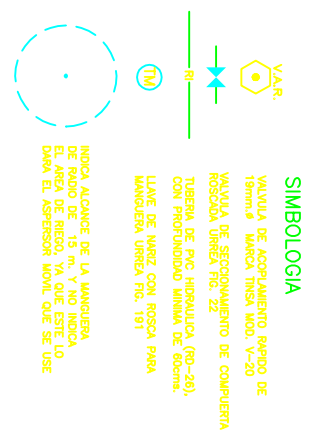 SIMBOLOGIA
V.A.R.
VALVULA DE ACOPLAMIENTO RAPIDO DE
19mm.ø MARCA TINSA MOD. V-20
VALVULA DE SECCIONAMIENTO DE COMPUERTA
ROSCADA URREA FIG. 22
RI
TUBERIA DE PVC HIDRAULICA (RD-26),
CON PROFUNDIDAD MINIMA DE 60cms.
TM
LLAVE DE NARIZ CON ROSCA PARA
MANGUERA URREA FIG. 191
INDICA ALCANCE DE LA MANGUERA
DE RADIO DE 15 m. Y NO INDICA
EL AREA DE RIEGO, YA QUE ESTE LO
DARA EL ASPERSOR MOVIL QUE SE USE